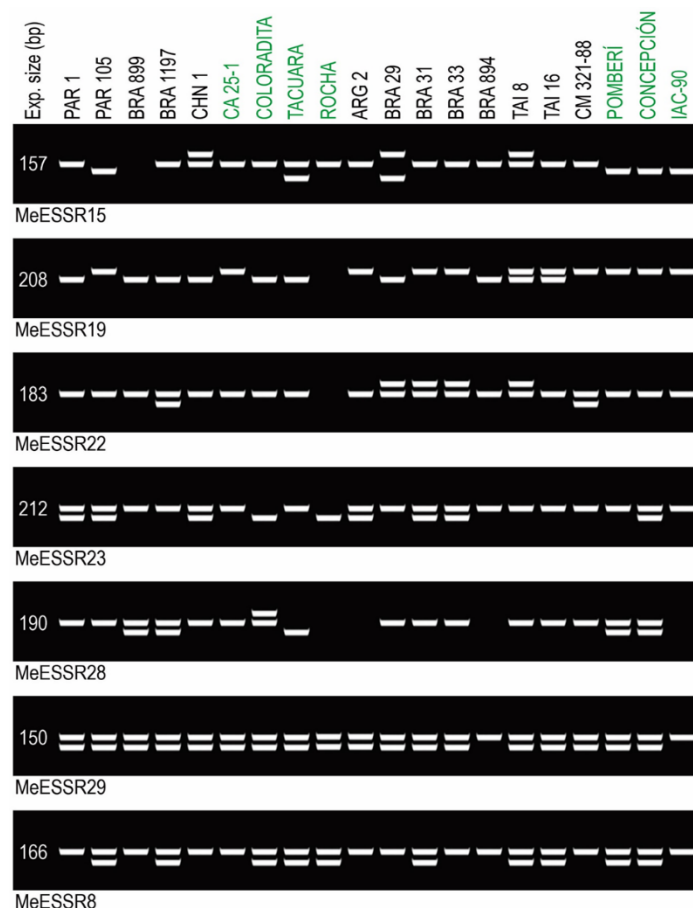 Exp. size (bp)
PAR 1
PAR 105
BRA 899
BRA 1197
CHN 1
CA 25-1
COLORADITA
TACUARA
ROCHA
ARG 2
BRA 29
BRA 31
BRA 33
BRA 894
TAI 8
TAI 16
CM 321-88
POMBERÍ
CONCEPCIÓN
IAC-90
157
MeESSR15
208
MeESSR19
183
MeESSR22
212
MeESSR23
190
MeESSR28
150
MeESSR29
166
MeESSR8